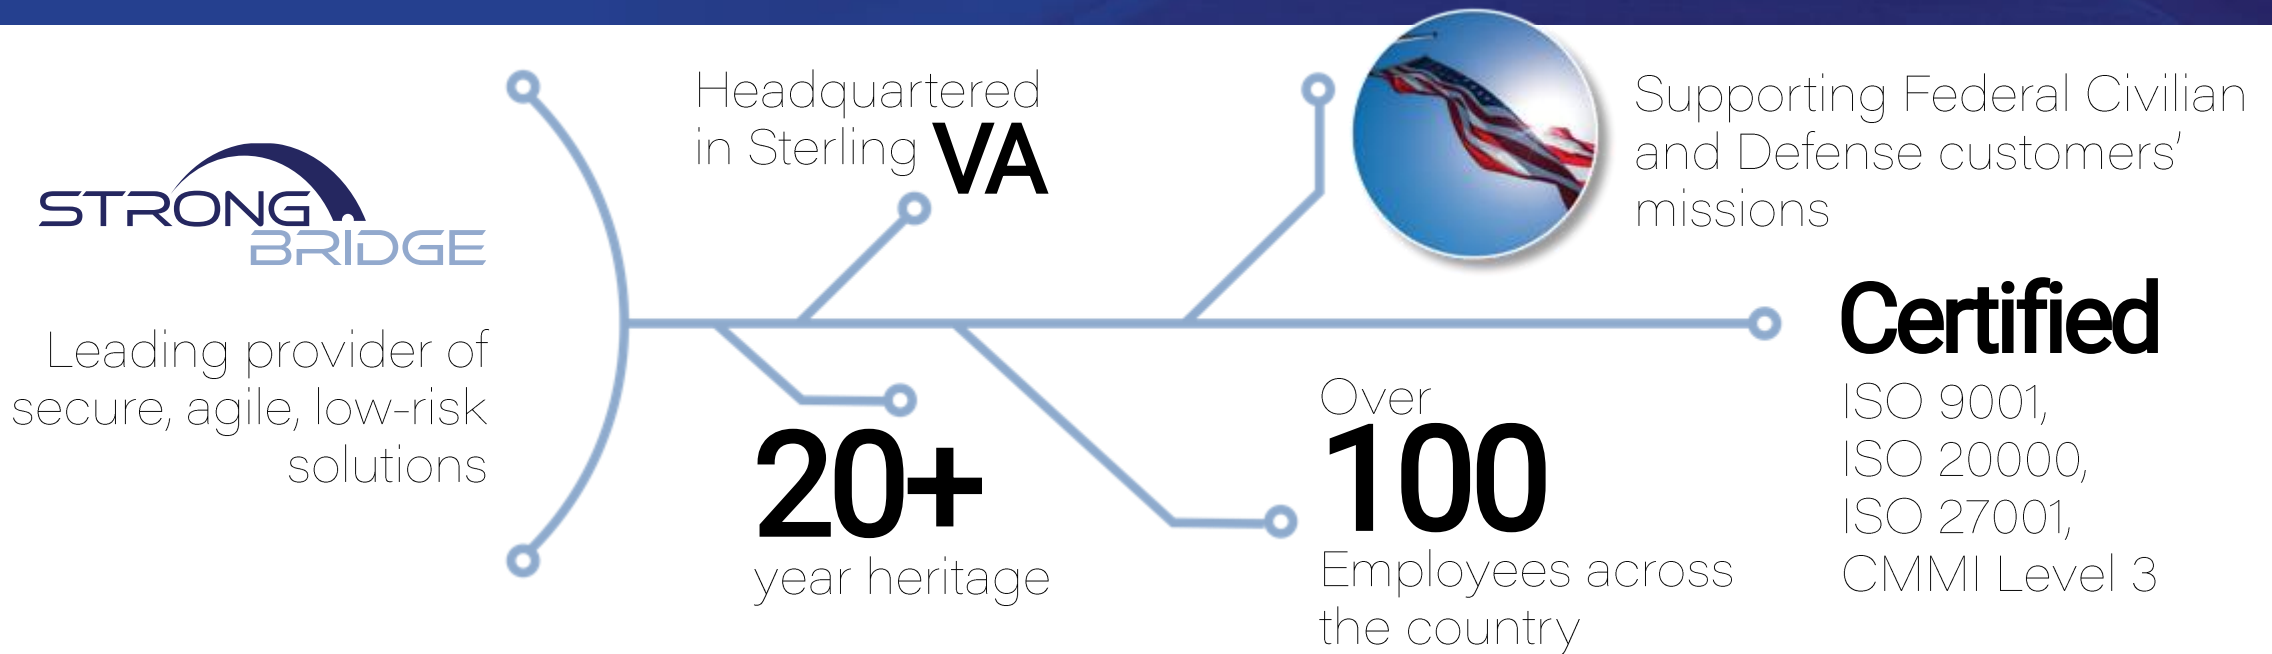 STRONG
BRIDGE
Leading provider of
secure, agile, low-risk
solutions
Headquartered
in Sterling VA
20+
year heritage
Supporting Federal Civilian
and Defense customers'
missions
Over
100
Employees across
the country
Certified
ISO 9001,
ISO 20000,
ISO 27001,
CMMI Level 3